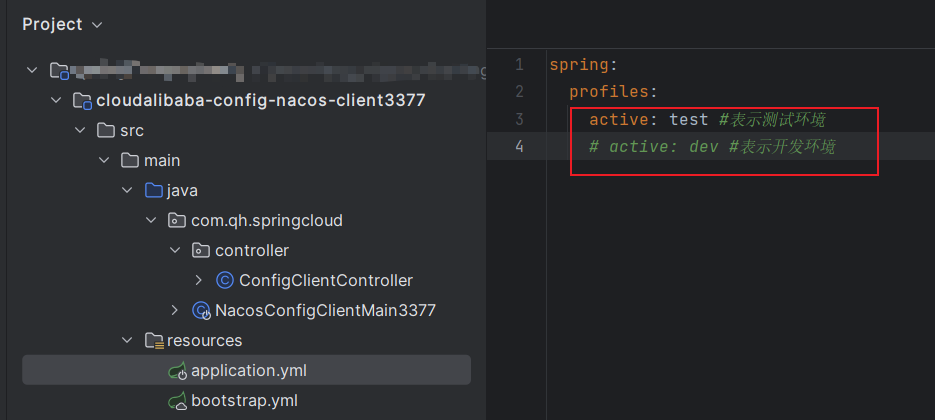 Project
cloudalibaba-config-nacos-client3377
src
main
java
com.qh.springcloud
controller
ConfigClientController
NacosConfigClientMain3377
resources
application.yml
bootstrap.yml
1 spring:
2 profiles:
3 active: test #表示测试环境
4 # active: dev #表示开发环境